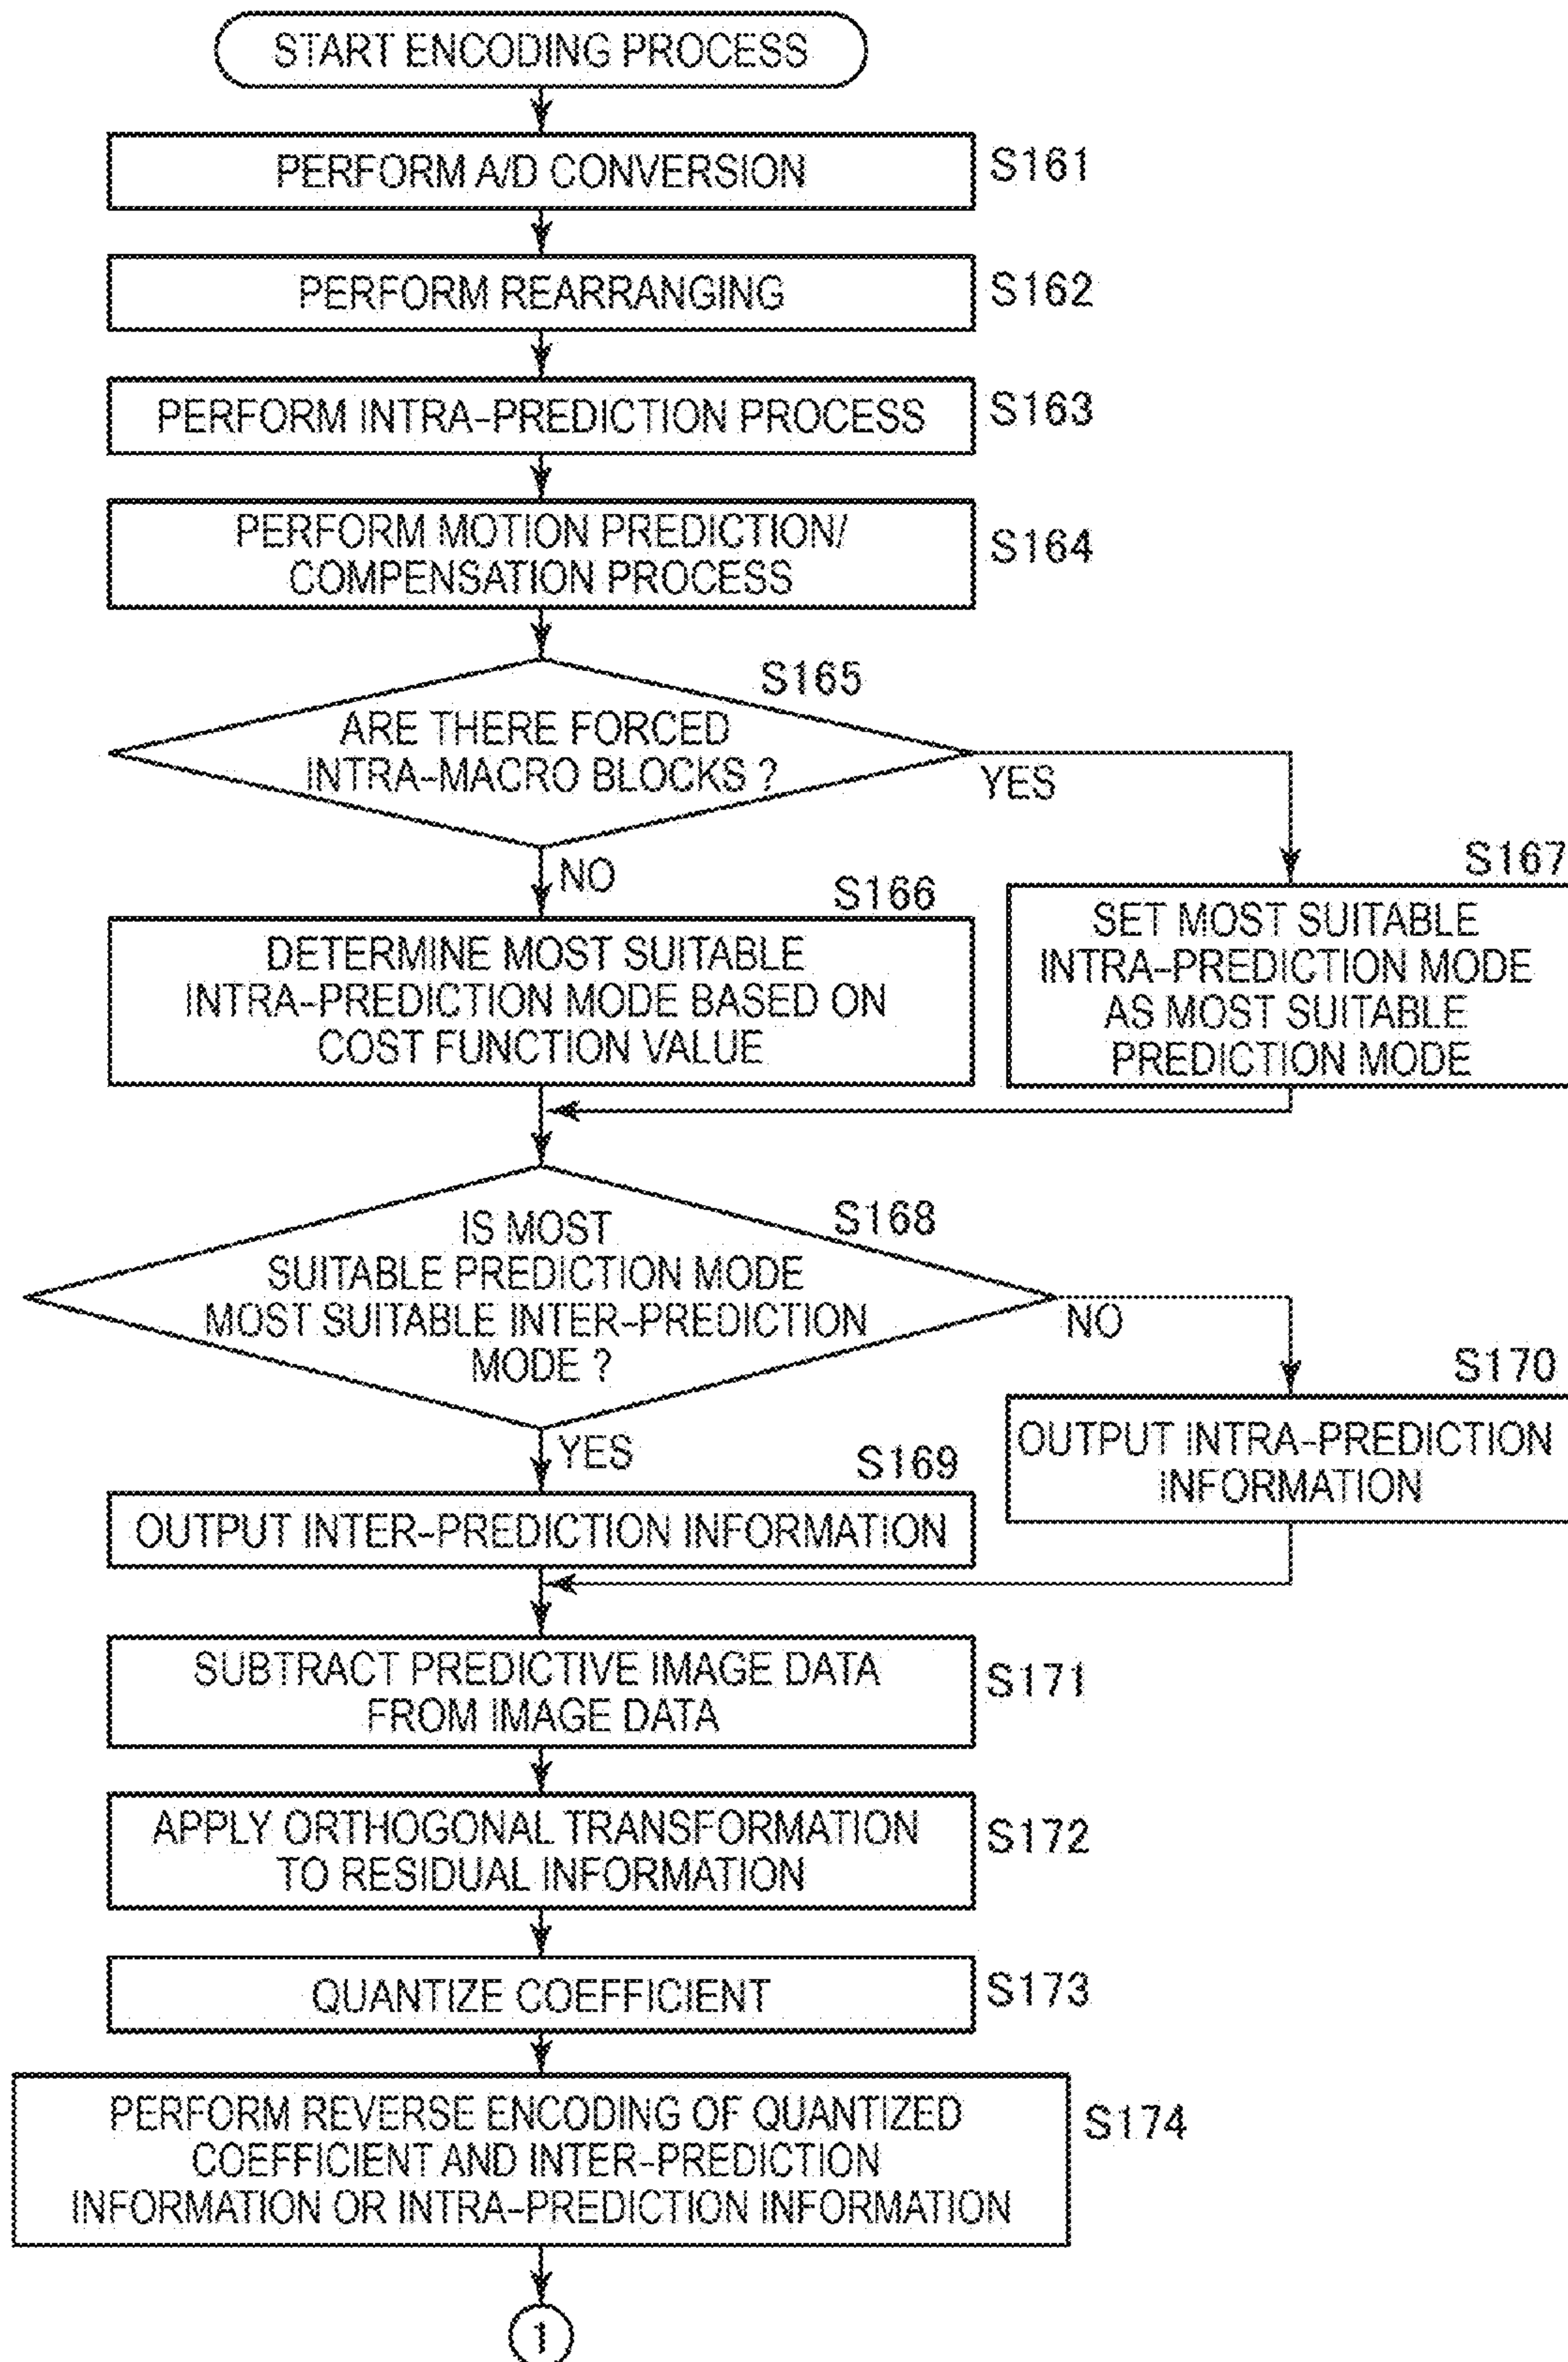 START ENCODING PROCESS
PERFORM A/D CONVERSION
S161
PERFORM REARRANGING
S162
PERFORM INTRA-PREDICTION PROCESS
S163
PERFORM MOTION PREDICTION/
COMPENSATION PROCESS
S164
S165
ARE THERE FORCED
INTRA-MACRO BLOCKS ?
YES
NO
S166
DETERMINE MOST SUITABLE
INTRA-PREDICTION MODE BASED ON
COST FUNCTION VALUE
S167
SET MOST SUITABLE
INTRA-PREDICTION MODE
AS MOST SUITABLE
PREDICTION MODE
S168
IS MOST
SUITABLE PREDICTION MODE
MOST SUITABLE INTER-PREDICTION
MODE ?
NO
YES
S169
OUTPUT INTER-PREDICTION INFORMATION
S170
OUTPUT INTRA-PREDICTION
INFORMATION
SUBTRACT PREDICTIVE IMAGE DATA
FROM IMAGE DATA
S171
APPLY ORTHOGONAL TRANSFORMATION
TO RESIDUAL INFORMATION
S172
QUANTIZE COEFFICIENT
S173
PERFORM REVERSE ENCODING OF QUANTIZED
COEFFICIENT AND INTER-PREDICTION
INFORMATION OR INTRA-PREDICTION INFORMATION
S174
1